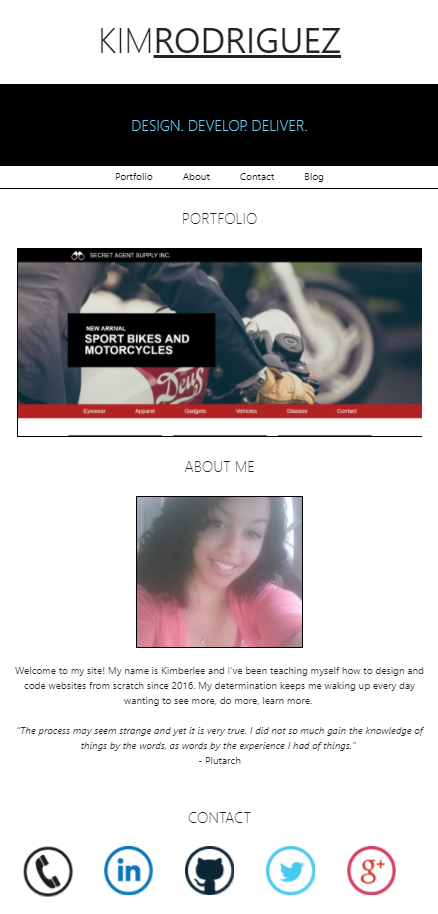 KIMRODRIGUEZ
DESIGN. DEVELOP. DELIVER.
Portfolio About Contact Blog
PORTFOLIO
SECRET AGENT SUPPLY INC.
NEW ARRIVAL
SPORT BIKES AND
MOTORCYCLES
Deus
Eyewear Apparel Gadgets Vehicles Glasses Contact
ABOUT ME
Welcome to my site! My name is Kimberlee and I've been teaching myself how to design and
code websites from scratch since 2016. My determination keeps me waking up every day
wanting to see more, do more, learn more.
"The process may seem strange and yet it is very true. I did not so much gain the knowledge of
things by the words, as words by the experience I had of things."
- Plutarch
CONTACT
in
g+